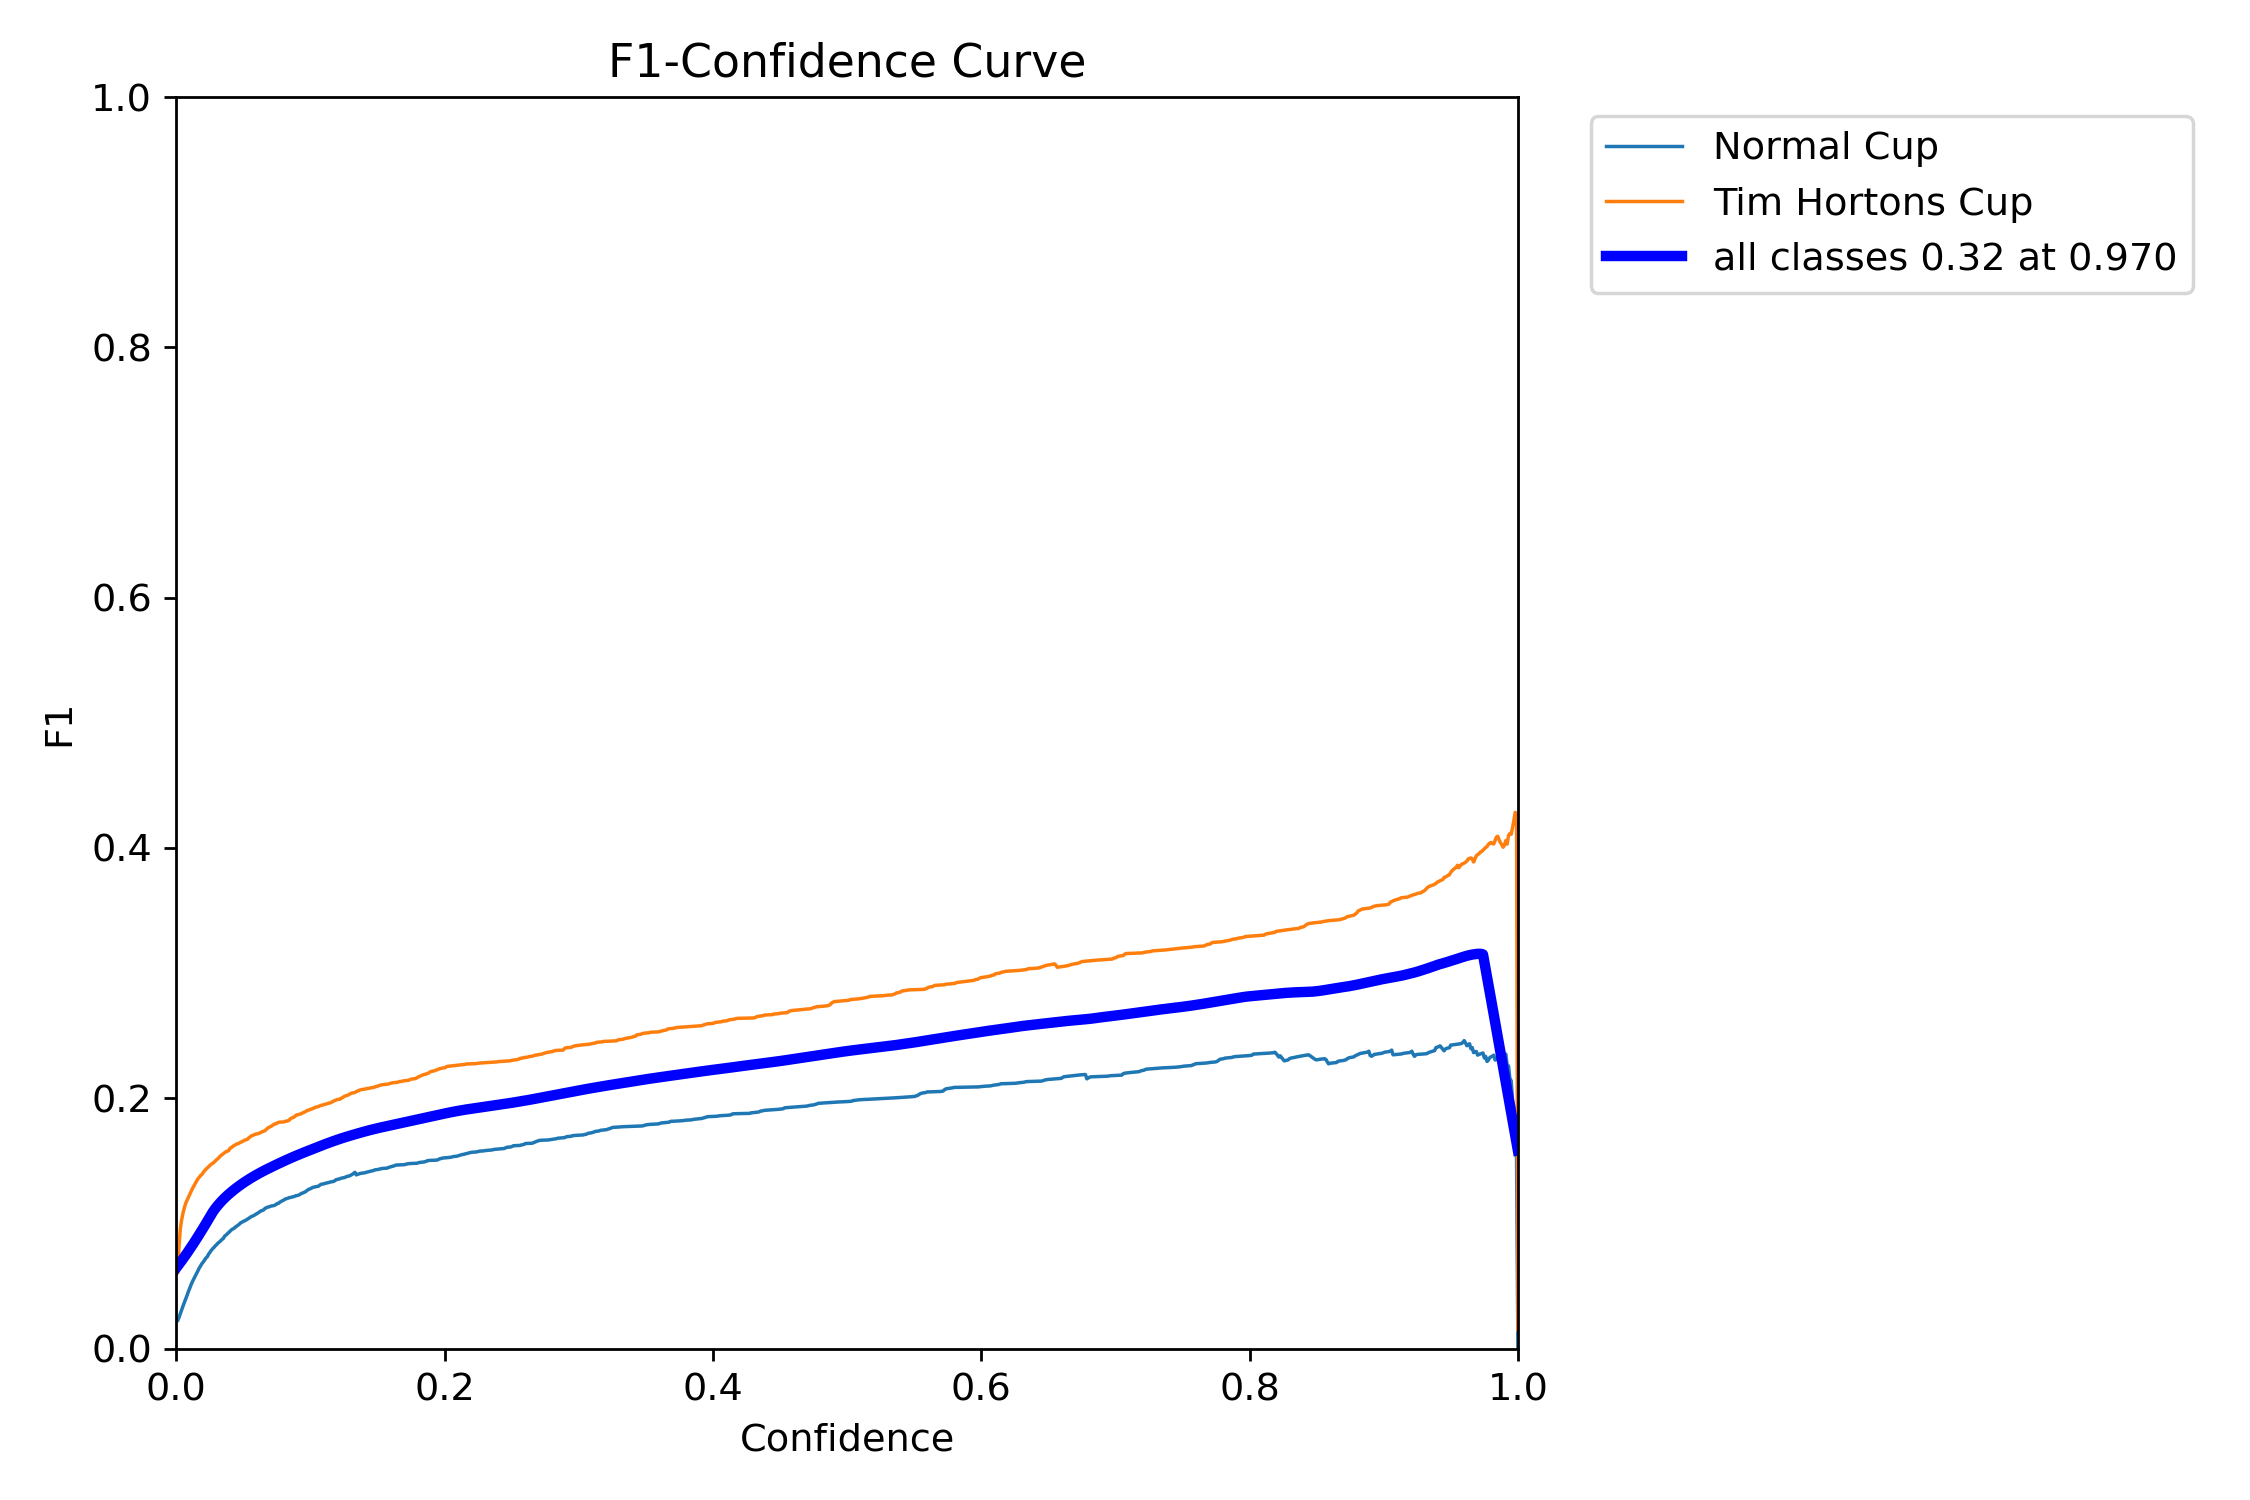 F1-Confidence Curve
1.0
0.8
0.6
0.4
0.2
0.0
F1
0.0 0.2 0.4 0.6 0.8 1.0
Confidence
Normal Cup
Tim Hortons Cup
all classes 0.32 at 0.970